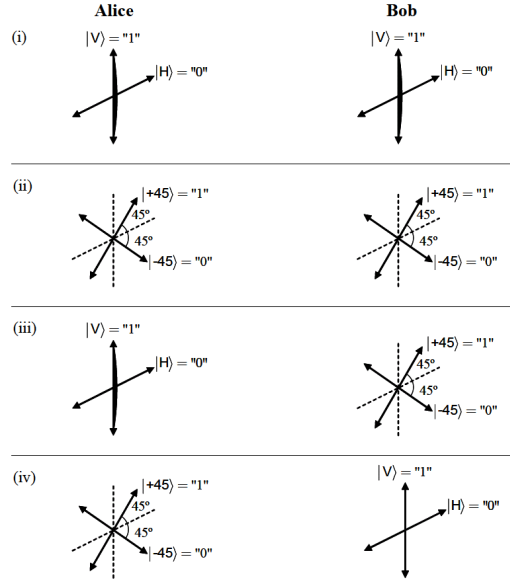 Alice Bob
(i)
|V⟩ = "1" |V⟩ = "1"
|H⟩ = "0" |H⟩ = "0"
(ii)
|+45⟩ = "1" |+45⟩ = "1"
45º 45º
45º 45º
|-45⟩ = "0" |-45⟩ = "0"
(iii)
|V⟩ = "1" |+45⟩ = "1"
|H⟩ = "0" 45º
45º
|-45⟩ = "0"
(iv)
|+45⟩ = "1" |V⟩ = "1"
45º |H⟩ = "0"
45º
|-45⟩ = "0"